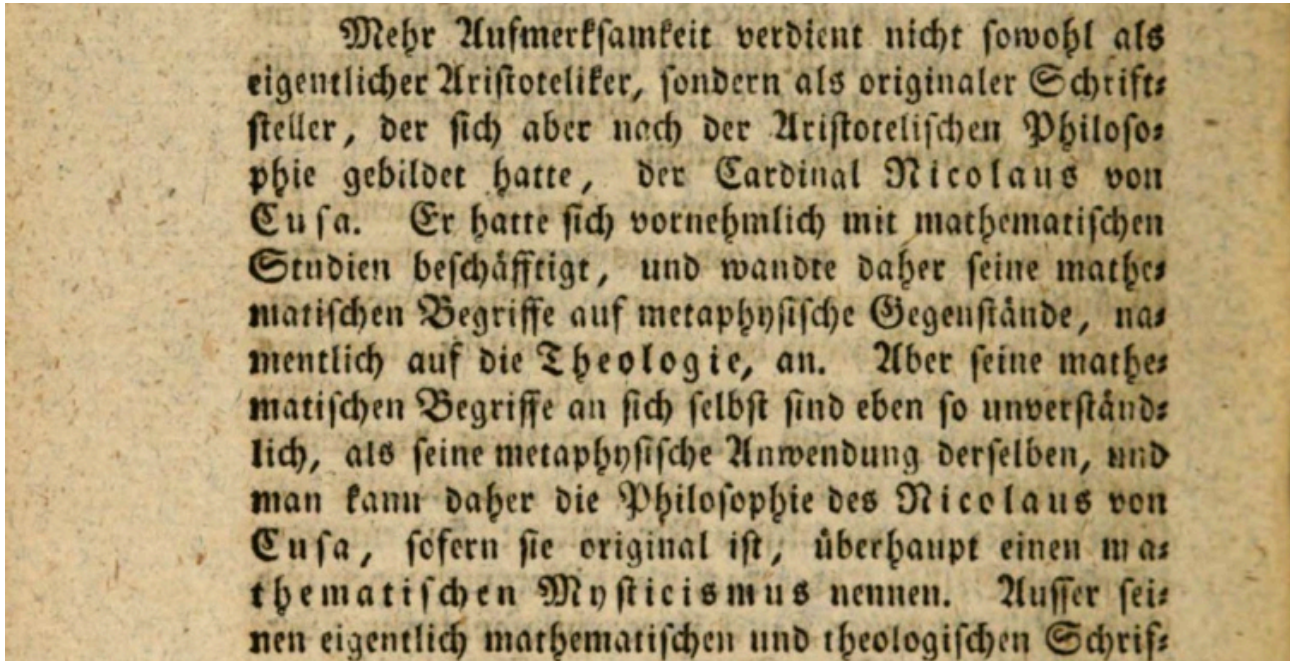 Mehr Aufmerkſamkeit verdient nicht ſowohl als
eigentlicher Ariſtoteliker, ſondern als originaler Schrift⸗
ſteller, der ſich aber nach der Ariſtoteliſchen Philoſo⸗
phie gebildet hatte, der Cardinal Nicolaus von
Cuſa. Er hatte ſich vornehmlich mit mathematiſchen
Studien beſchäfftigt, und wandte daher ſeine mathe⸗
matiſchen Begriffe auf metaphyſiſche Gegenſtände, na⸗
mentlich auf die Theologie, an. Aber ſeine mathe⸗
matiſchen Begriffe an ſich ſelbſt ſind eben ſo unverſtänd⸗
lich, als ſeine metaphyſiſche Anwendung derſelben, und
man kann daher die Philoſophie des Nicolaus von
Cuſa, ſofern ſie original iſt, überhaupt einen ma⸗
thematiſchen Myſticismus nennen. Auſſer ſei⸗
nen eigentlich mathematiſchen und theologiſchen Schrif⸗